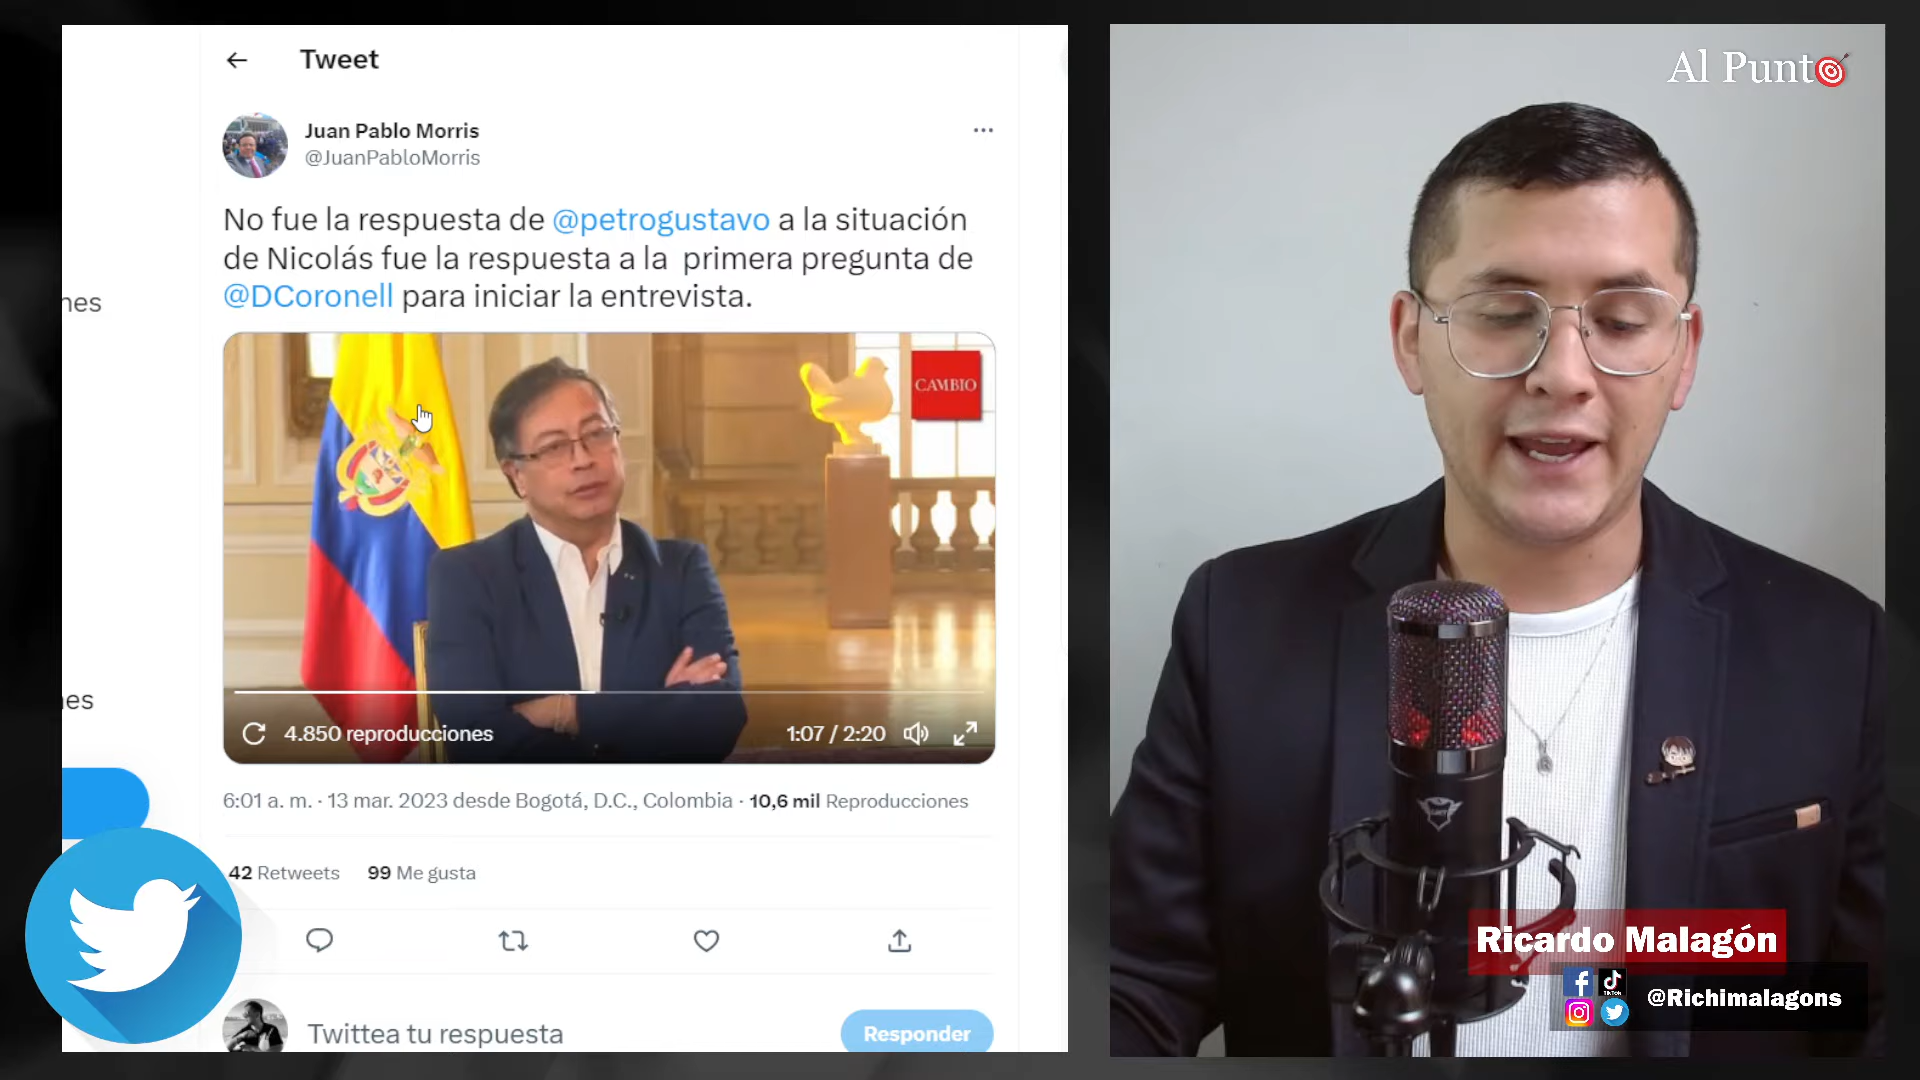 Tweet
Juan Pablo Morris
@JuanPabloMorris
No fue la respuesta de @petrogustavo a la situación
de Nicolás fue la respuesta a la primera pregunta de
@DCoronell para iniciar la entrevista.
CAMBIO
4.850 reproducciones
1:07 / 2:20
6:01 a. m. · 13 mar. 2023 desde Bogotá, D.C., Colombia · 10,6 mil Reproducciones
42 Retweets 99 Me gusta
Twittea tu respuesta
Responder
nes
nes
Al Punto
Ricardo Malagón
@Richimalagons